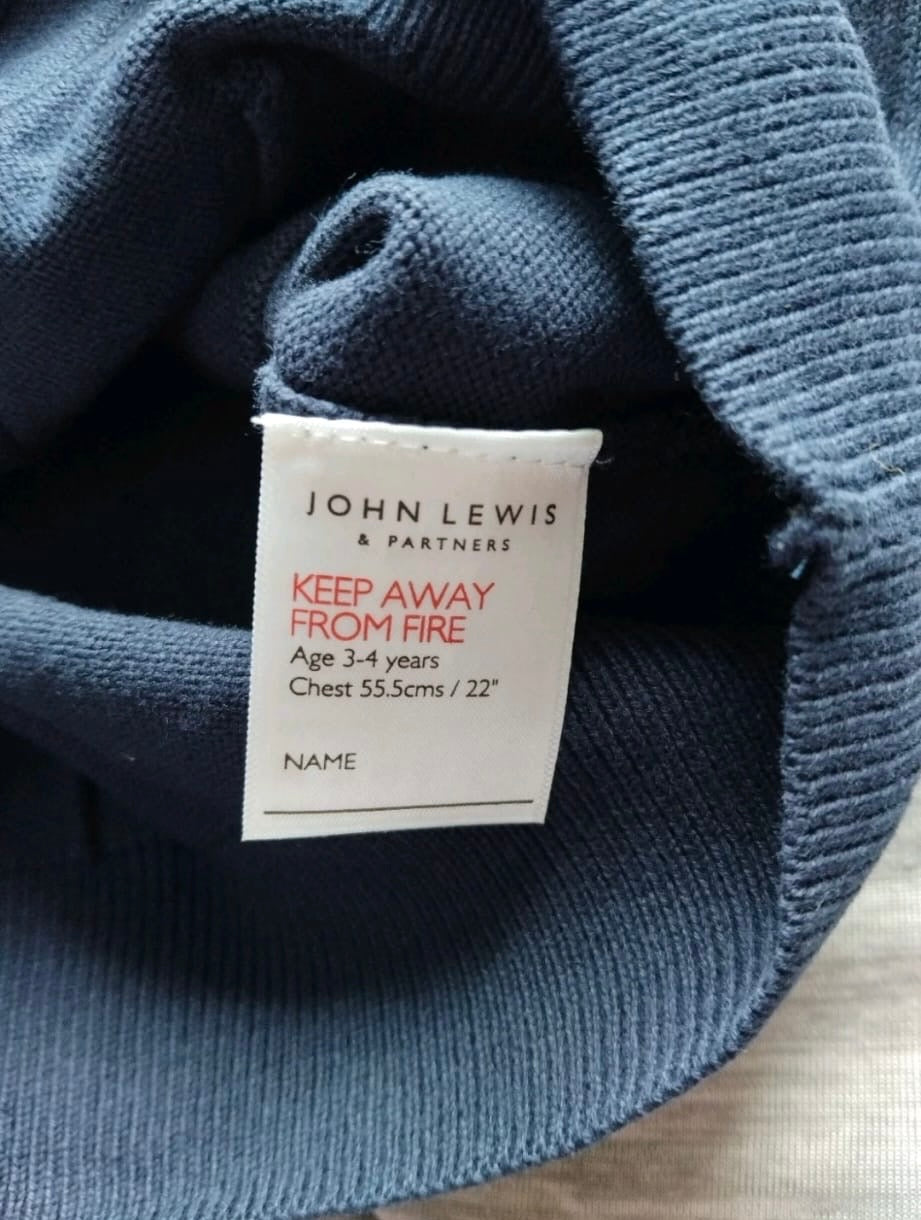 JOHN LEWIS
& PARTNERS
KEEP AWAY
FROM FIRE
Age 3-4 years
Chest 55.5cms / 22"
NAME